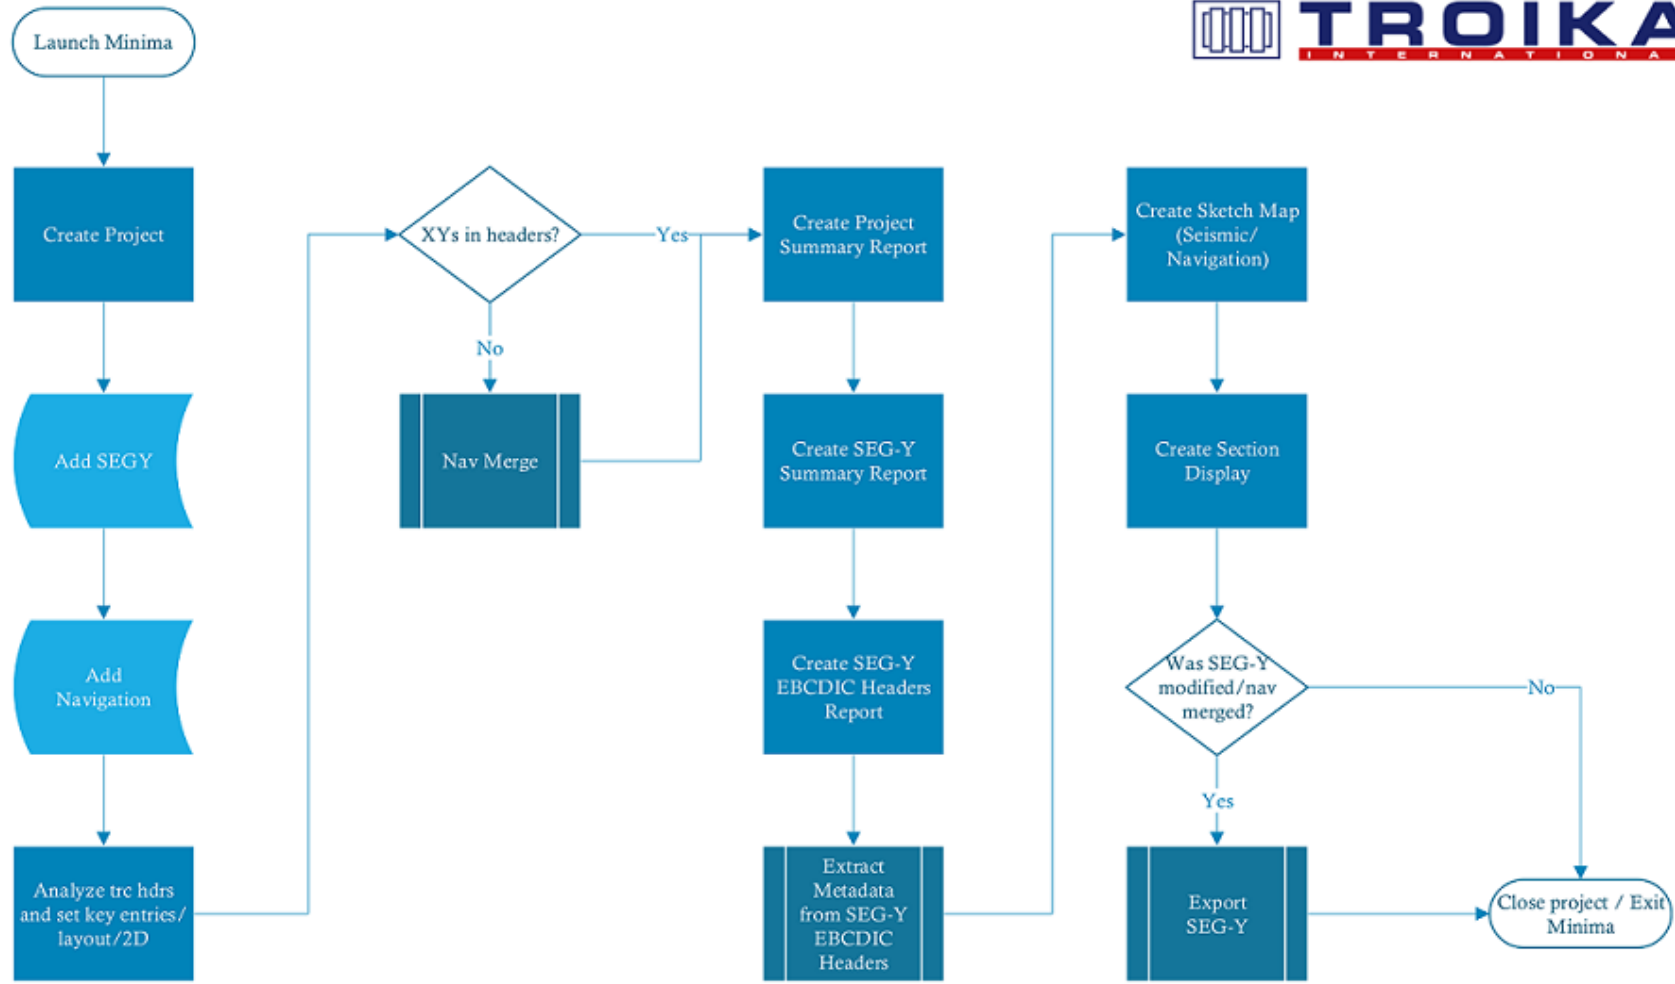 Launch Minima
TROIKA
INTERNATIONA
Create Project
XYs in headers?
Yes
Create Project
Summary Report
Create Sketch Map
(Seismic/
Navigation)
No
Add SEGY
Nav Merge
Create SEG-Y
Summary Report
Create Section
Display
Add
Navigation
Create SEG-Y
EBCDIC Headers
Report
Was SEG-Y
modified/nav
merged?
No
Yes
Analyze trc hdrs
and set key entries/
layout/2D
Extract
Metadata
from SEG-Y
EBCDIC
Headers
Export
SEG-Y
Close project / Exit
Minima